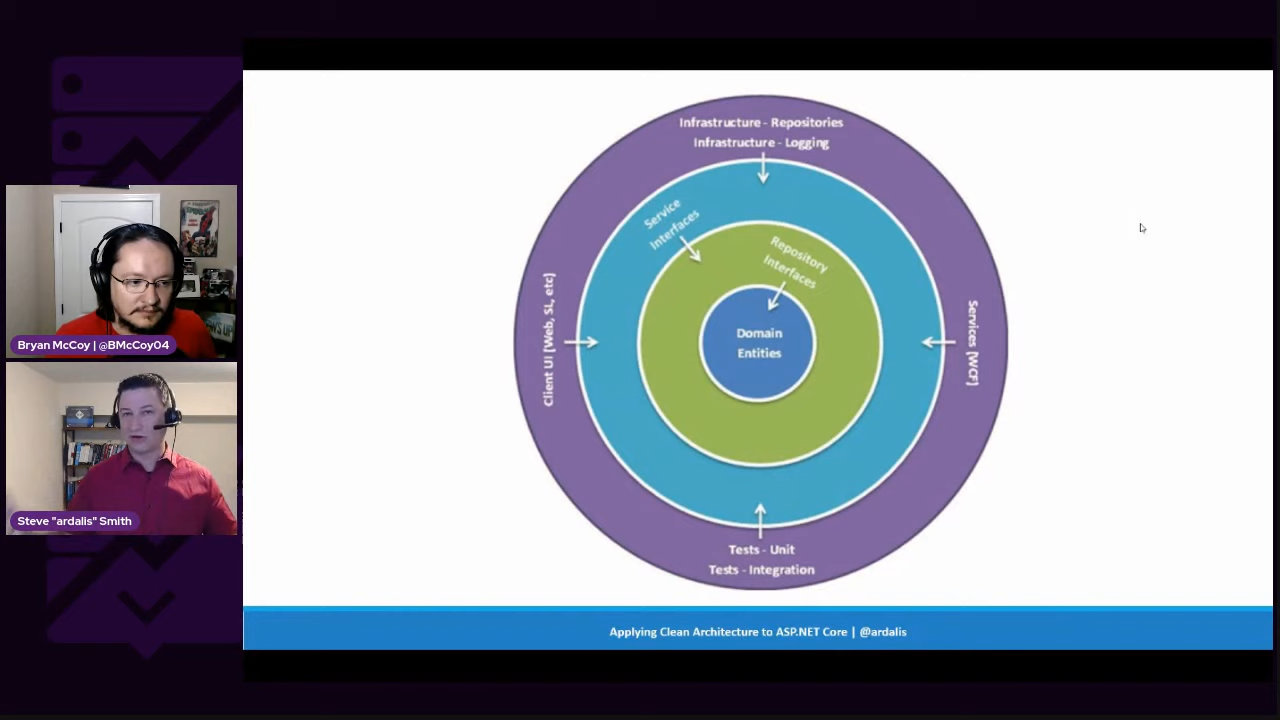 Infrastructure - Repositories
Infrastructure - Logging
Service
Interfaces
Repository
Interfaces
Client UI [Web, SL, etc]
Domain
Entities
Services [WCF]
Tests - Unit
Tests - Integration
Bryan McCoy | @BMcCoy04
Steve "ardalis" Smith
Applying Clean Architecture to ASP.NET Core | @ardalis